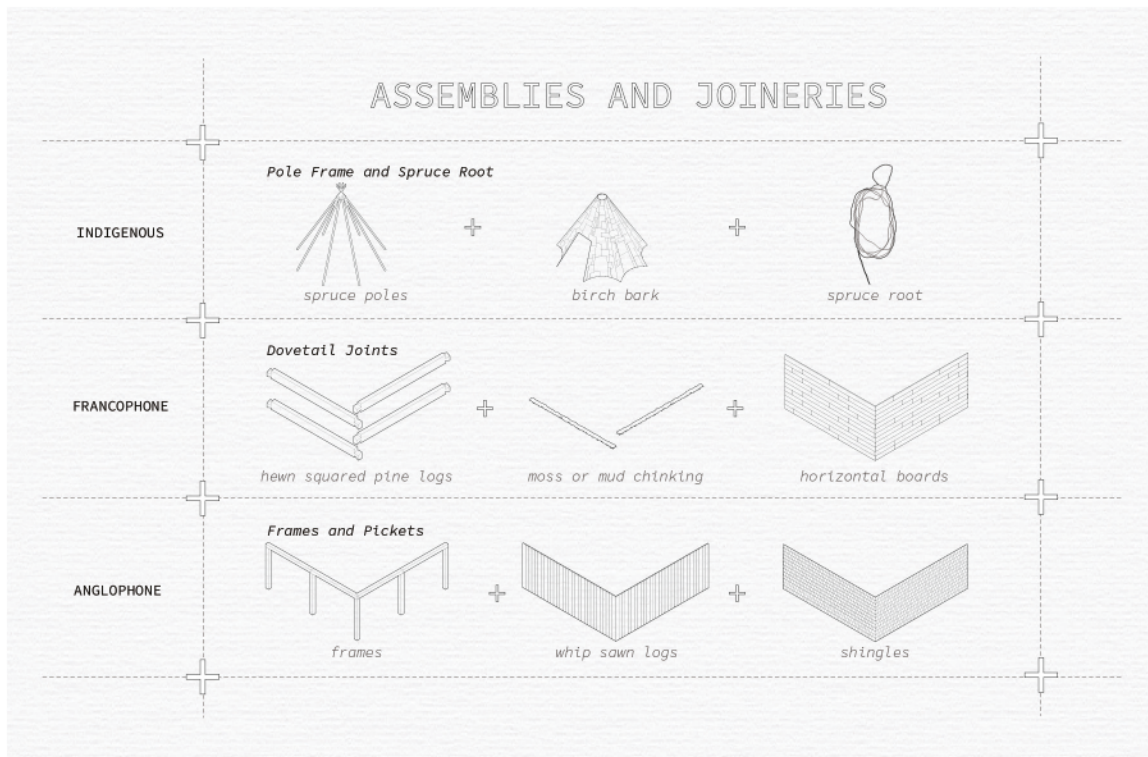 ASSEMBLIES AND JOINERIES
INDIGENOUS
Pole Frame and Spruce Root
spruce poles
birch bark
spruce root
FRANCOPHONE
Dovetail Joints
hewn squared pine logs
moss or mud chinking
horizontal boards
ANGLOPHONE
Frames and Pickets
frames
whip sawn logs
shingles